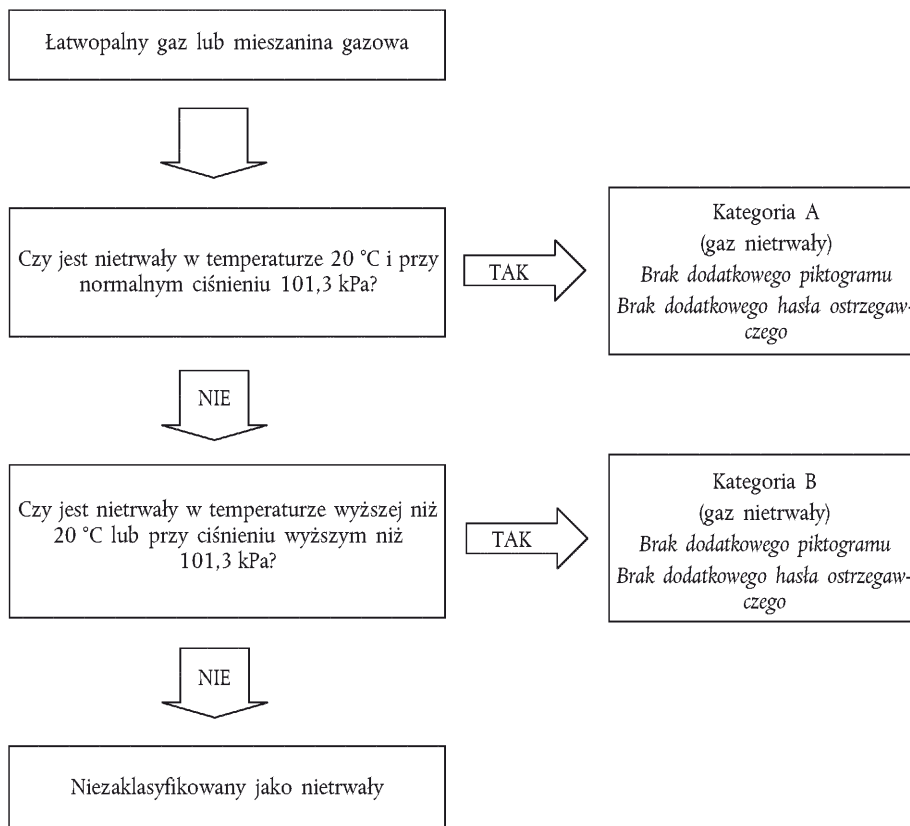 Łatwopalny gaz lub mieszanina gazowa
Czy jest nietrwały w temperaturze 20 °C i przy
normalnym ciśnieniu 101,3 kPa?
TAK
Kategoria A
(gaz nietrwały)
Brak dodatkowego piktogramu
Brak dodatkowego hasła ostrzegaw-
czego
NIE
Czy jest nietrwały w temperaturze wyższej niż
20 °C lub przy ciśnieniu wyższym niż
101,3 kPa?
TAK
Kategoria B
(gaz nietrwały)
Brak dodatkowego piktogramu
Brak dodatkowego hasła ostrzegaw-
czego
NIE
Niezaklasyfikowany jako nietrwały